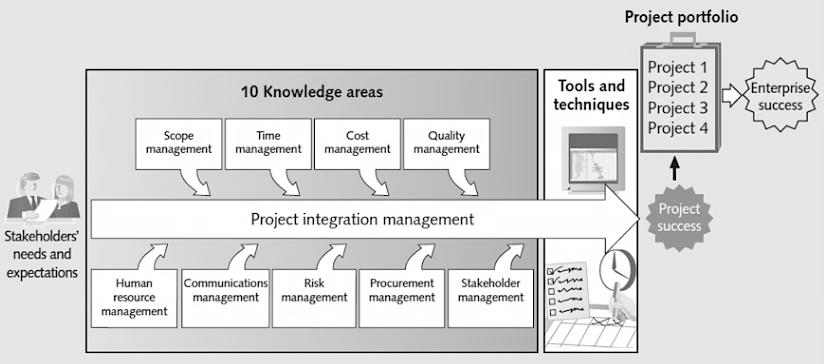 Project portfolio
Project 1
Project 2
Project 3
Project 4
Enterprise
success
10 Knowledge areas
Tools and
techniques
Scope
management
Time
management
Cost
management
Quality
management
Project integration management
Project
success
Stakeholders'
needs and
expectations
Human
resource
management
Communications
management
Risk
management
Procurement
management
Stakeholder
management